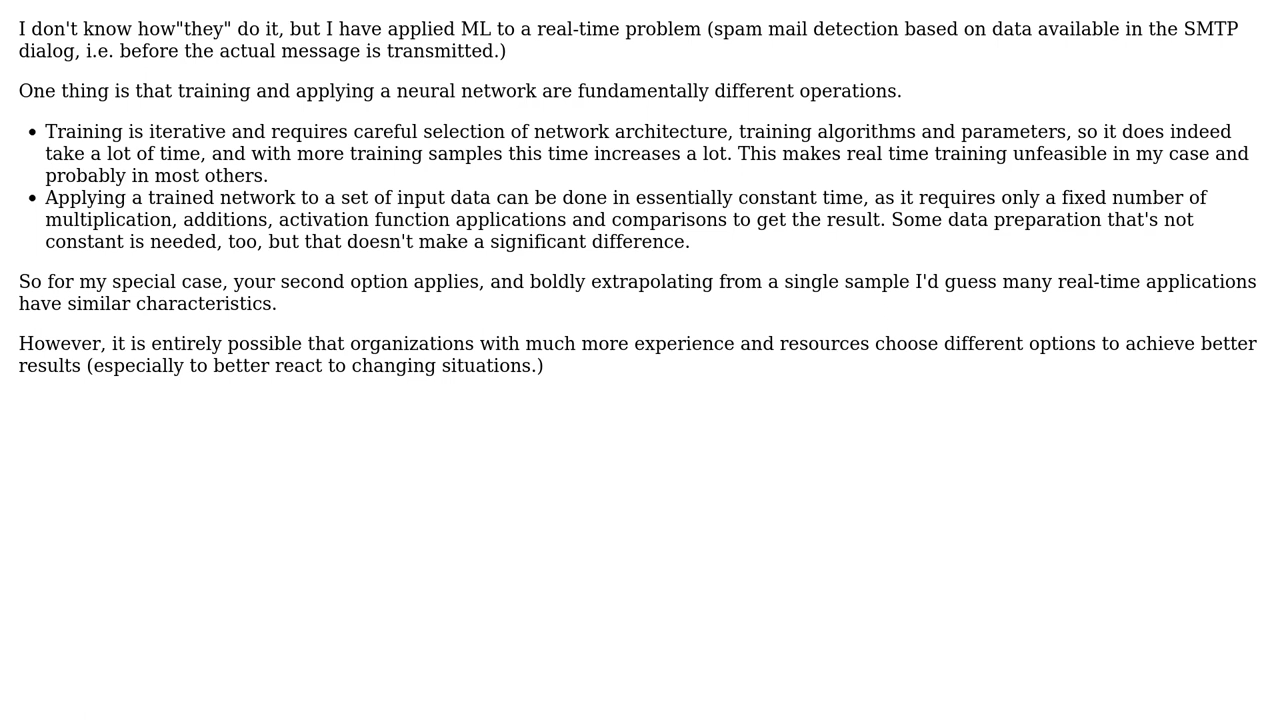 I don't know how"they" do it, but I have applied ML to a real-time problem (spam mail detection based on data available in the SMTP
dialog, i.e. before the actual message is transmitted.)
One thing is that training and applying a neural network are fundamentally different operations.
• Training is iterative and requires careful selection of network architecture, training algorithms and parameters, so it does indeed
take a lot of time, and with more training samples this time increases a lot. This makes real time training unfeasible in my case and
probably in most others.
• Applying a trained network to a set of input data can be done in essentially constant time, as it requires only a fixed number of
multiplication, additions, activation function applications and comparisons to get the result. Some data preparation that's not
constant is needed, too, but that doesn't make a significant difference.
So for my special case, your second option applies, and boldly extrapolating from a single sample I'd guess many real-time applications
have similar characteristics.
However, it is entirely possible that organizations with much more experience and resources choose different options to achieve better
results (especially to better react to changing situations.)